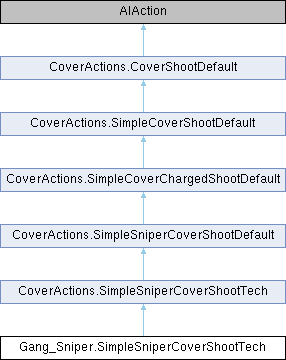 AIAction
CoverActions.CoverShootDefault
CoverActions.SimpleCoverShootDefault
CoverActions.SimpleCoverChargedShootDefault
CoverActions.SimpleSniperCoverShootDefault
CoverActions.SimpleSniperCoverShootTech
Gang_Sniper.SimpleSniperCoverShootTech